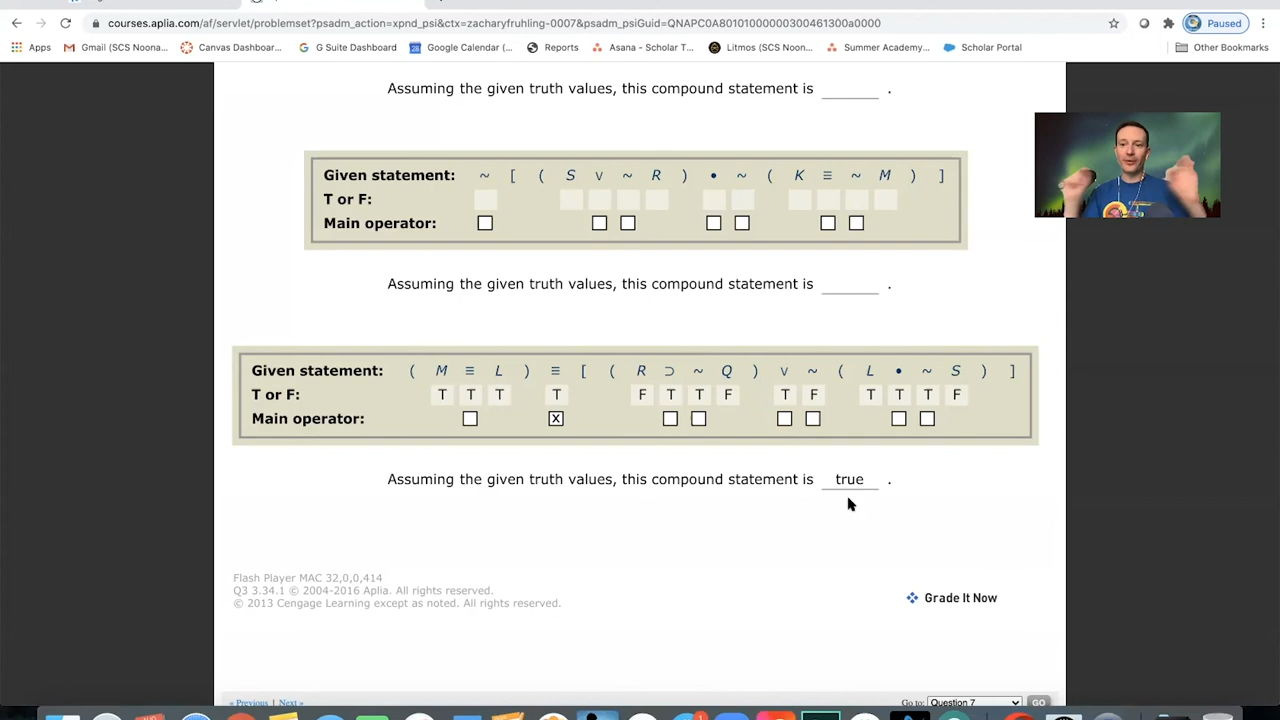 courses.aplia.com/af/servlet/problemset?psadm_action=xpnd_psi&ctx=zacharyfruhling-0007&psadm_psiGuid=QNAPC0A80101000000300461300a0000
Paused
Apps Gmail (SCS Noona... Canvas Dashboar... G Suite Dashboard Google Calendar (... Reports Asana - Scholar T... Litmos (SCS Noon... Summer Academy... Scholar Portal Other Bookmarks
Assuming the given truth values, this compound statement is ______ .
Given statement: ~ [ ( S ∨ ~ R ) • ~ ( K ≡ ~ M ) ]
T or F:
Main operator:
Assuming the given truth values, this compound statement is ______ .
Given statement: ( M ≡ L ) ≡ [ ( R ⊃ ~ Q ) ∨ ~ ( L • ~ S ) ]
T or F: T T T T F T T F T F T T T F
Main operator: X
Assuming the given truth values, this compound statement is true .
Flash Player MAC 32,0,0,414
Q3 3.34.1 © 2004-2016 Aplia. All rights reserved.
© 2013 Cengage Learning except as noted. All rights reserved.
Grade It Now
« Previous | Next » Go to: Question 7 GO